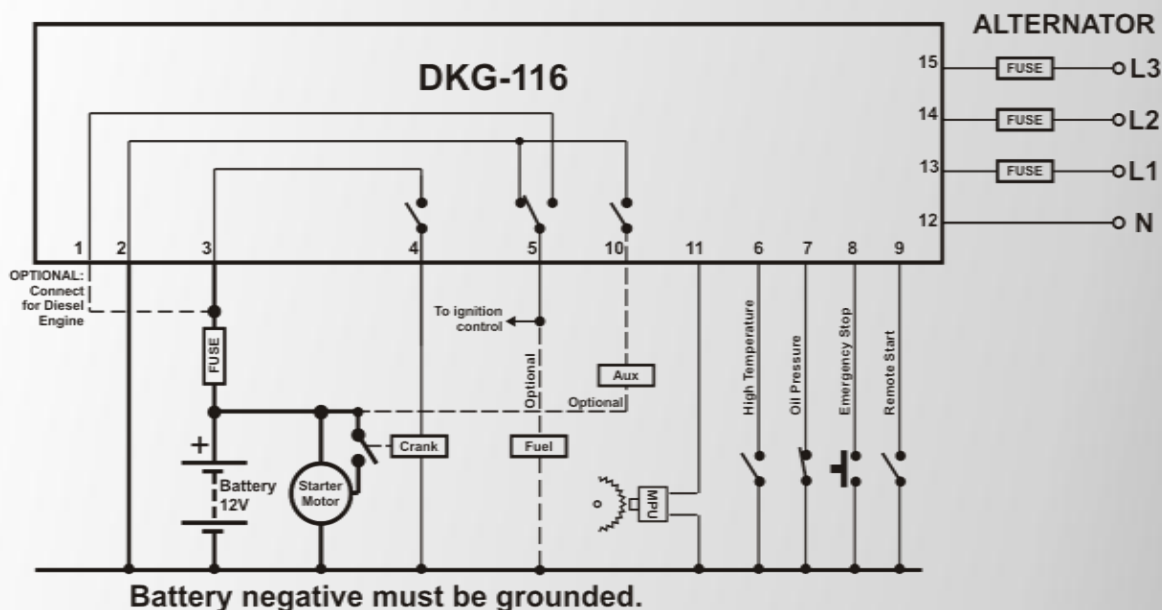 ALTERNATOR
DKG-116
15
FUSE
L3
14
FUSE
L2
13
FUSE
L1
12
N
1
2
3
4
5
10
11
6
7
8
9
OPTIONAL:
Connect
for Diesel
Engine
FUSE
To ignition
control
Optional
Aux
Optional
High Temperature
Oil Pressure
Emergency Stop
Remote Start
+
Crank
Fuel
Battery
12V
Starter
Motor
MPU
Battery negative must be grounded.